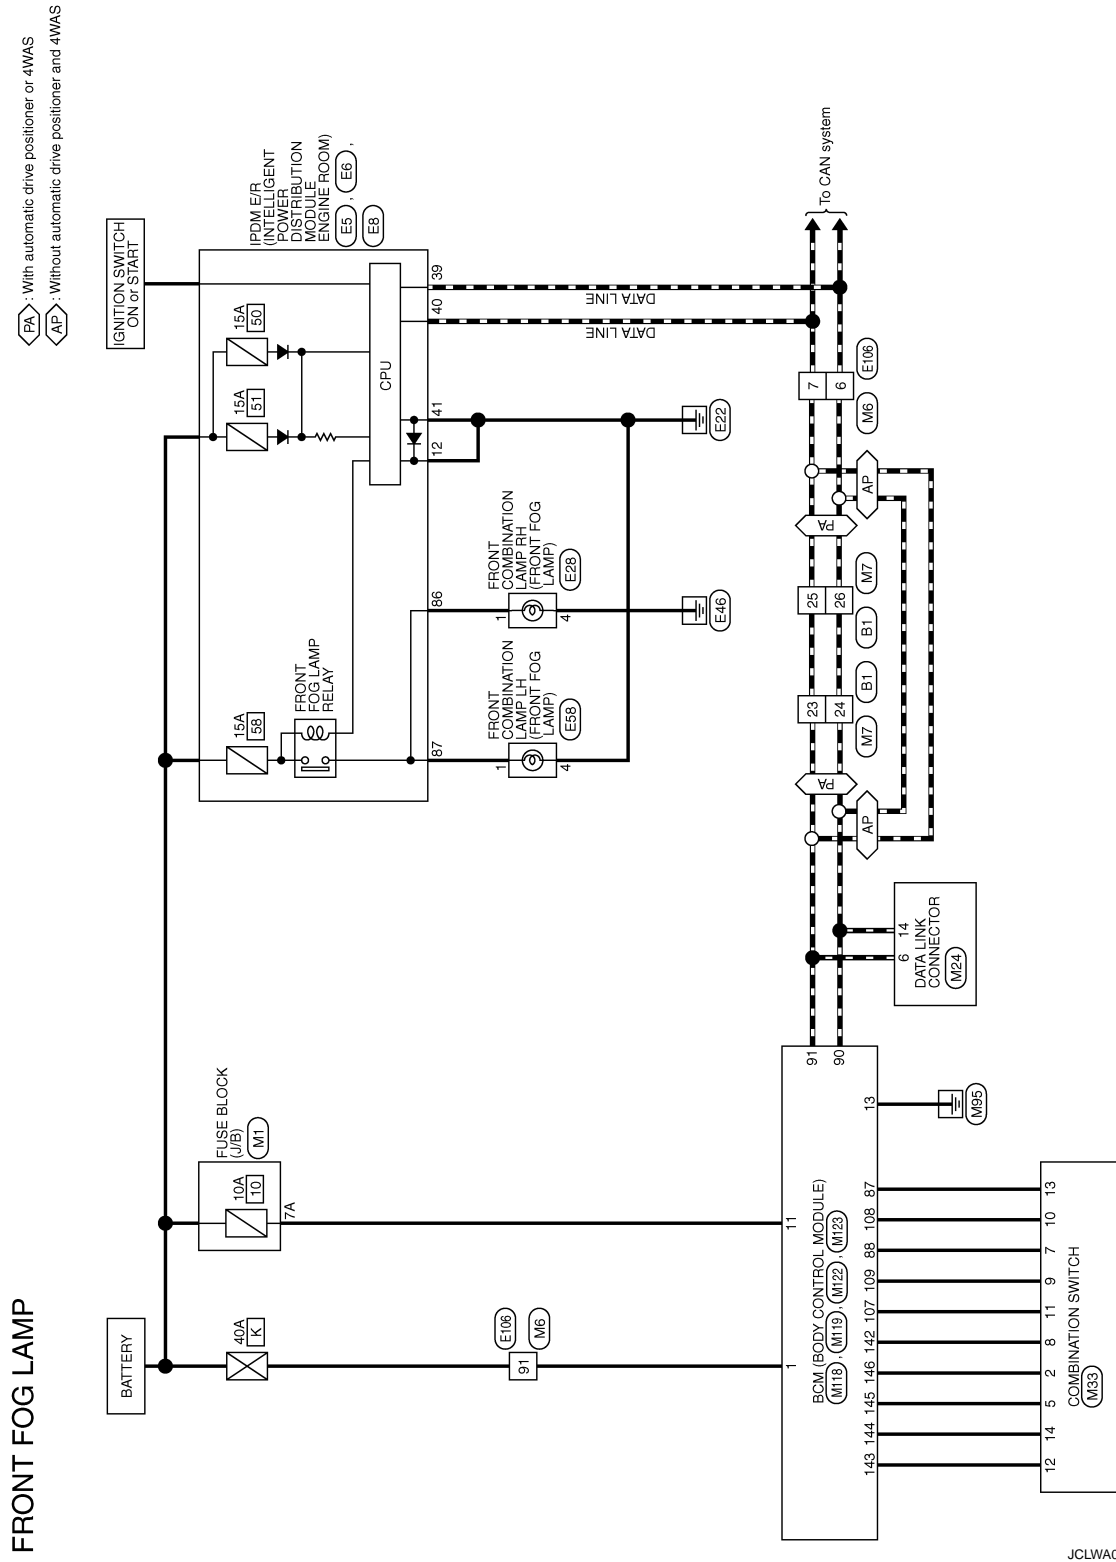 FRONT FOG LAMP
PA : With automatic drive positioner or 4WAS
AP : Without automatic drive positioner and 4WAS
BATTERY
IGNITION SWITCH
ON or START
40A
K
FUSE BLOCK
(J/B)
M1
10A
10
7A
15A
58
FRONT
FOG LAMP
RELAY
15A
51
15A
50
CPU
IPDM E/R
(INTELLIGENT
POWER
DISTRIBUTION
MODULE
ENGINE ROOM)
E5 , E6 ,
E8
87
86
12
41
40
39
DATA LINE
DATA LINE
E106
M6
91
1
FRONT
COMBINATION
LAMP LH
(FRONT FOG
LAMP)
E58
4
1
FRONT
COMBINATION
LAMP RH
(FRONT FOG
LAMP)
E28
4
E46
E22
1
11
BCM (BODY CONTROL MODULE)
M118 , M119 , M122 , M123
91
90
13
M95
6
14
DATA LINK
CONNECTOR
M24
PA
AP
23
24
M7
B1
25
26
B1
M7
PA
AP
7
6
M6
E106
To CAN system
143
144
145
146
142
107
109
88
108
87
12
14
5
2
8
11
9
7
10
13
COMBINATION SWITCH
M33